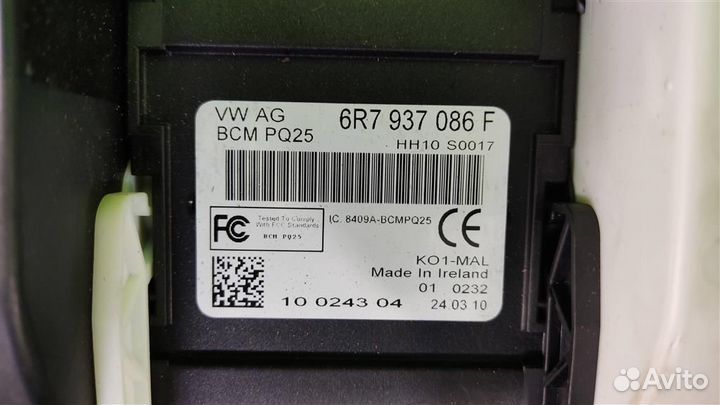 VW AG 6R7 937 086 F
BCM PQ25 HH10 S0017
FC Tested To Comply With FCC Standards
BCM PQ25
IC: 8409A-BCMPQ25
CE
KO1-MAL
Made In Ireland
01 0232
10 0243 04 24.03.10
Avito